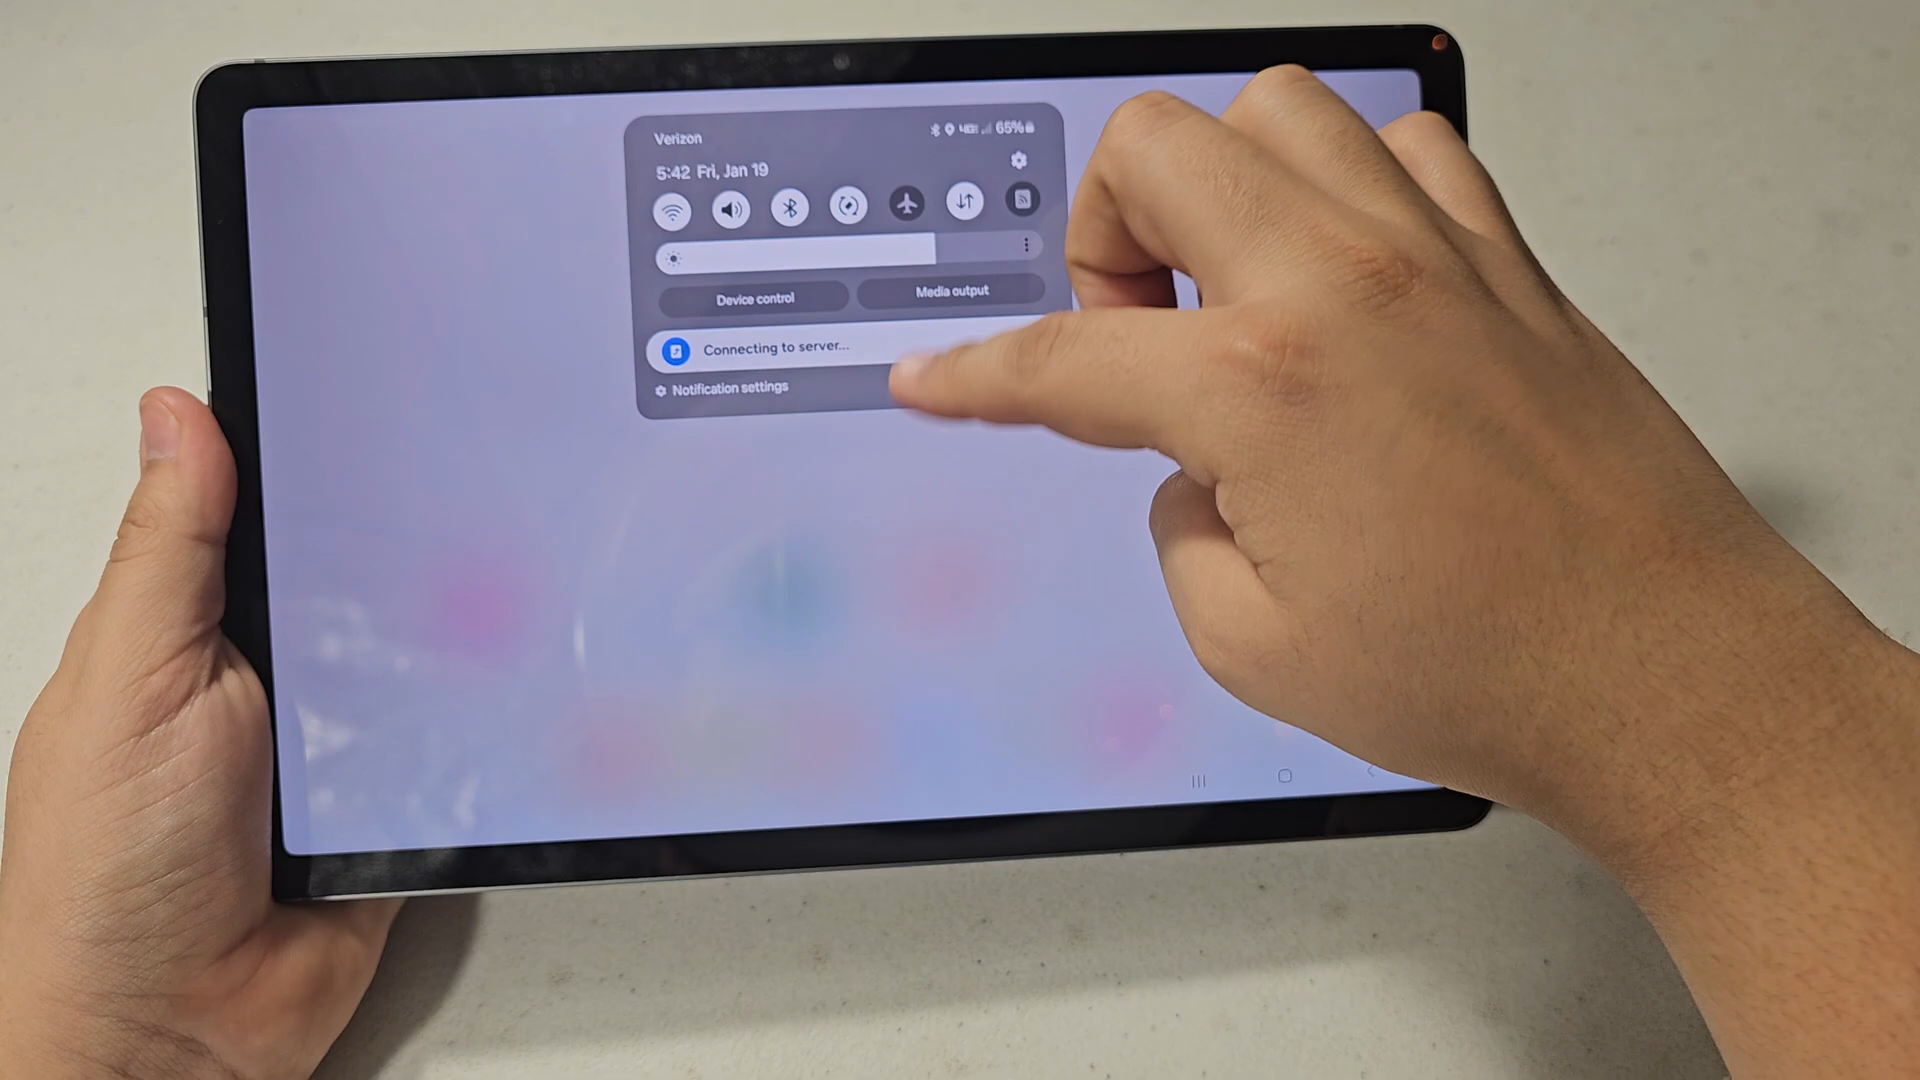 Verizon
65%
5:42 Fri, Jan 19
Device control
Media output
Connecting to server...
Notification settings